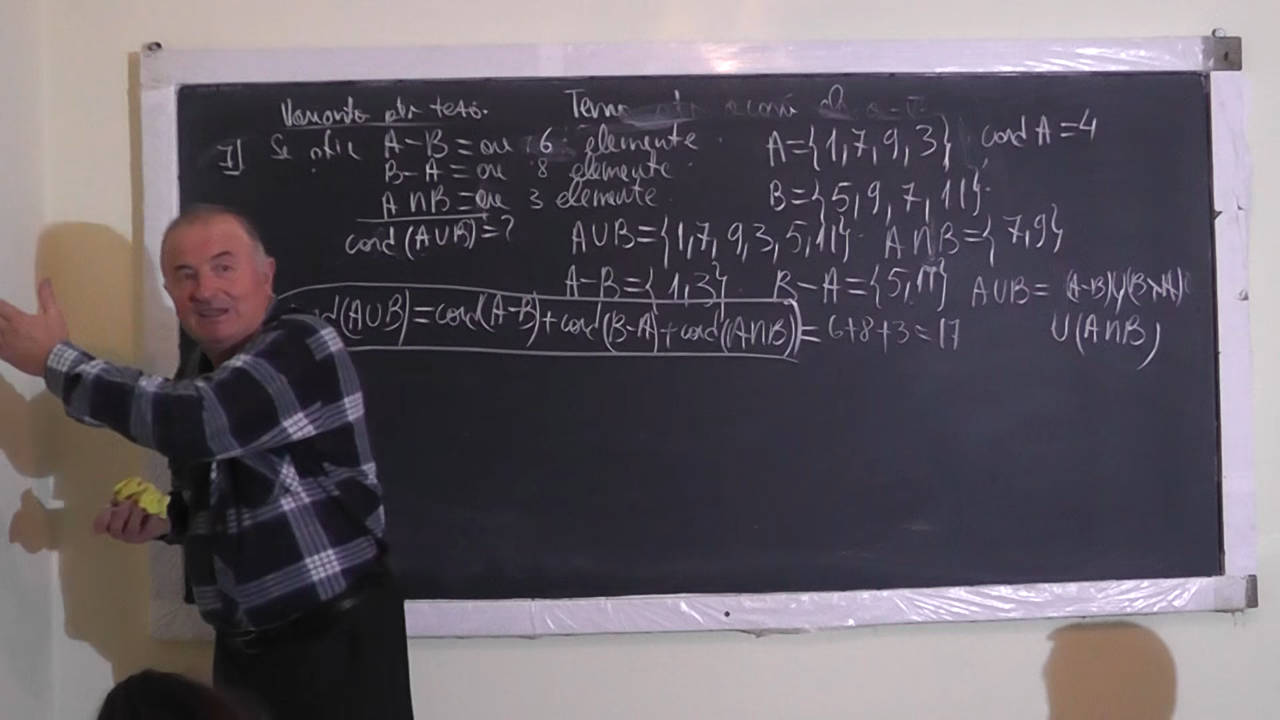 Varianta ptr teză. Tema
I] Se știe A-B = are 6 elemente.
B-A = are 8 elemente.
A∩B = are 3 elemente.
card(A∪B)=?
A={1,7,9,3} card A=4
B={5,9,7,11}
A∪B={1,7,9,3,5,11} A∩B={7,9}
A-B={1,3} B-A={5,11} A∪B= (A-B)∪(B-A)
∪(A∩B)
(A∪B)=card(A-B)+card(B-A)+card(A∩B)=6+8+3=17